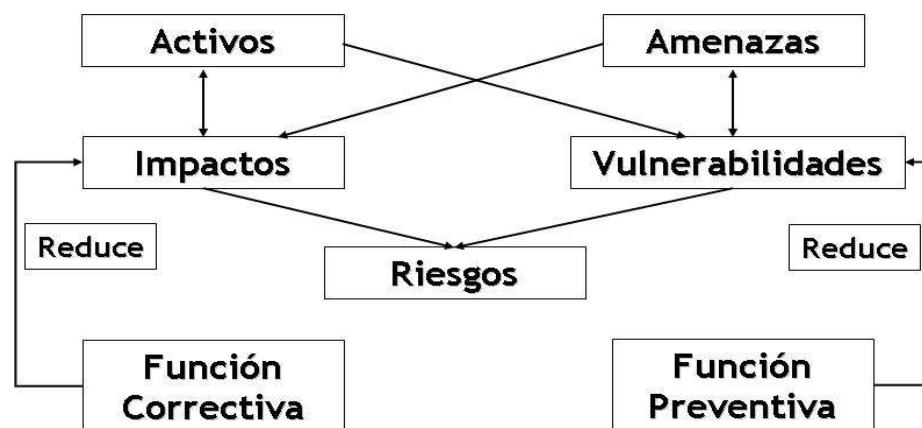 Activos
Amenazas
Impactos
Vulnerabilidades
Reduce
Reduce
Riesgos
Función
Correctiva
Función
Preventiva